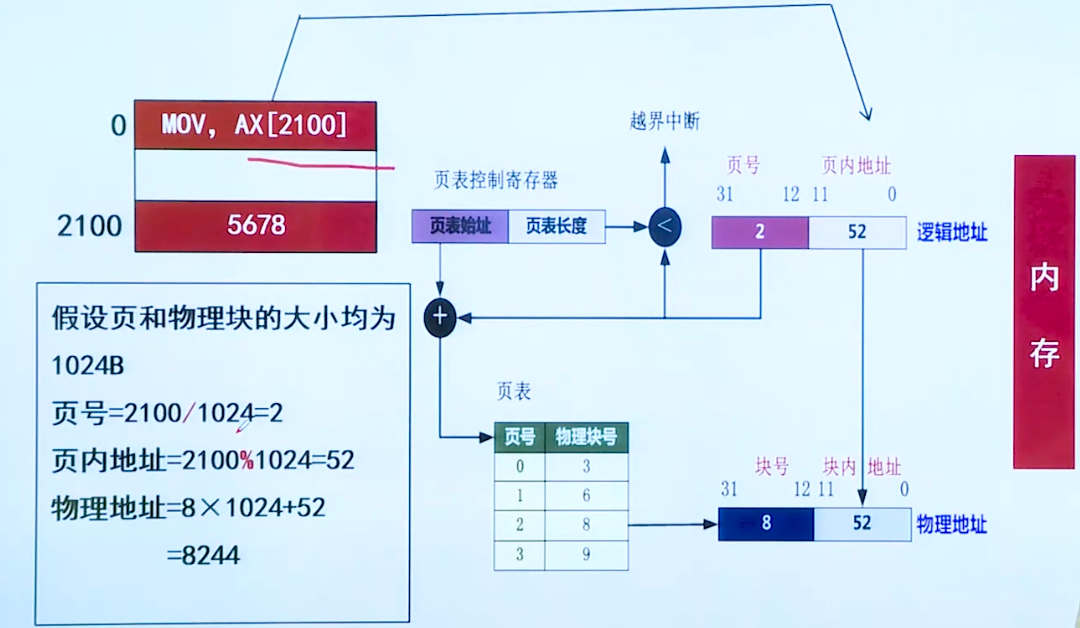 0
MOV, AX[2100]
2100
5678
假设页和物理块的大小均为
1024B
页号=2100/1024=2
页内地址=2100%1024=52
物理地址=8×1024+52
=8244
越界中断
页表控制寄存器
页表始址 页表长度
<
+
页号 页内地址
31 12 11 0
2 52 逻辑地址
页表
页号 物理块号
0 3
1 6
2 8
3 9
块号 块内 地址
31 12 11 0
8 52 物理地址
内
存